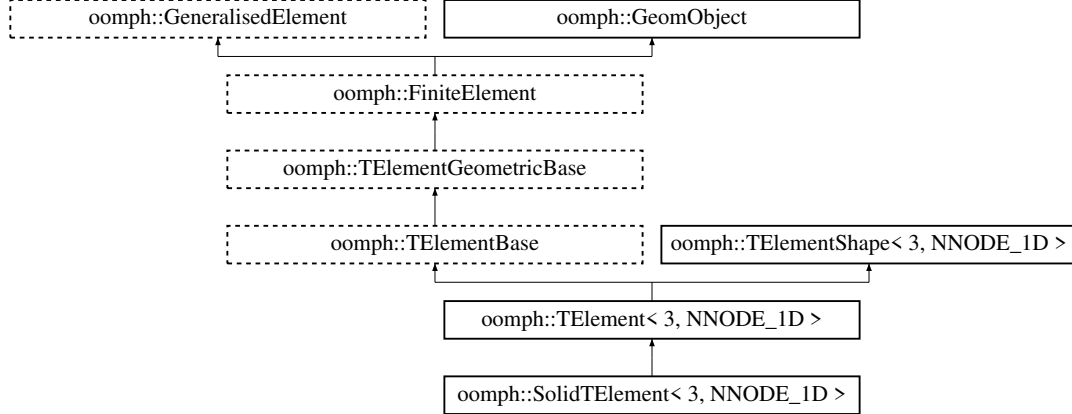 oomph::GeneralisedElement
oomph::GeomObject
oomph::FiniteElement
oomph::TElementGeometricBase
oomph::TElementBase
oomph::TElementShape< 3, NNODE_1D >
oomph::TElement< 3, NNODE_1D >
oomph::SolidTElement< 3, NNODE_1D >